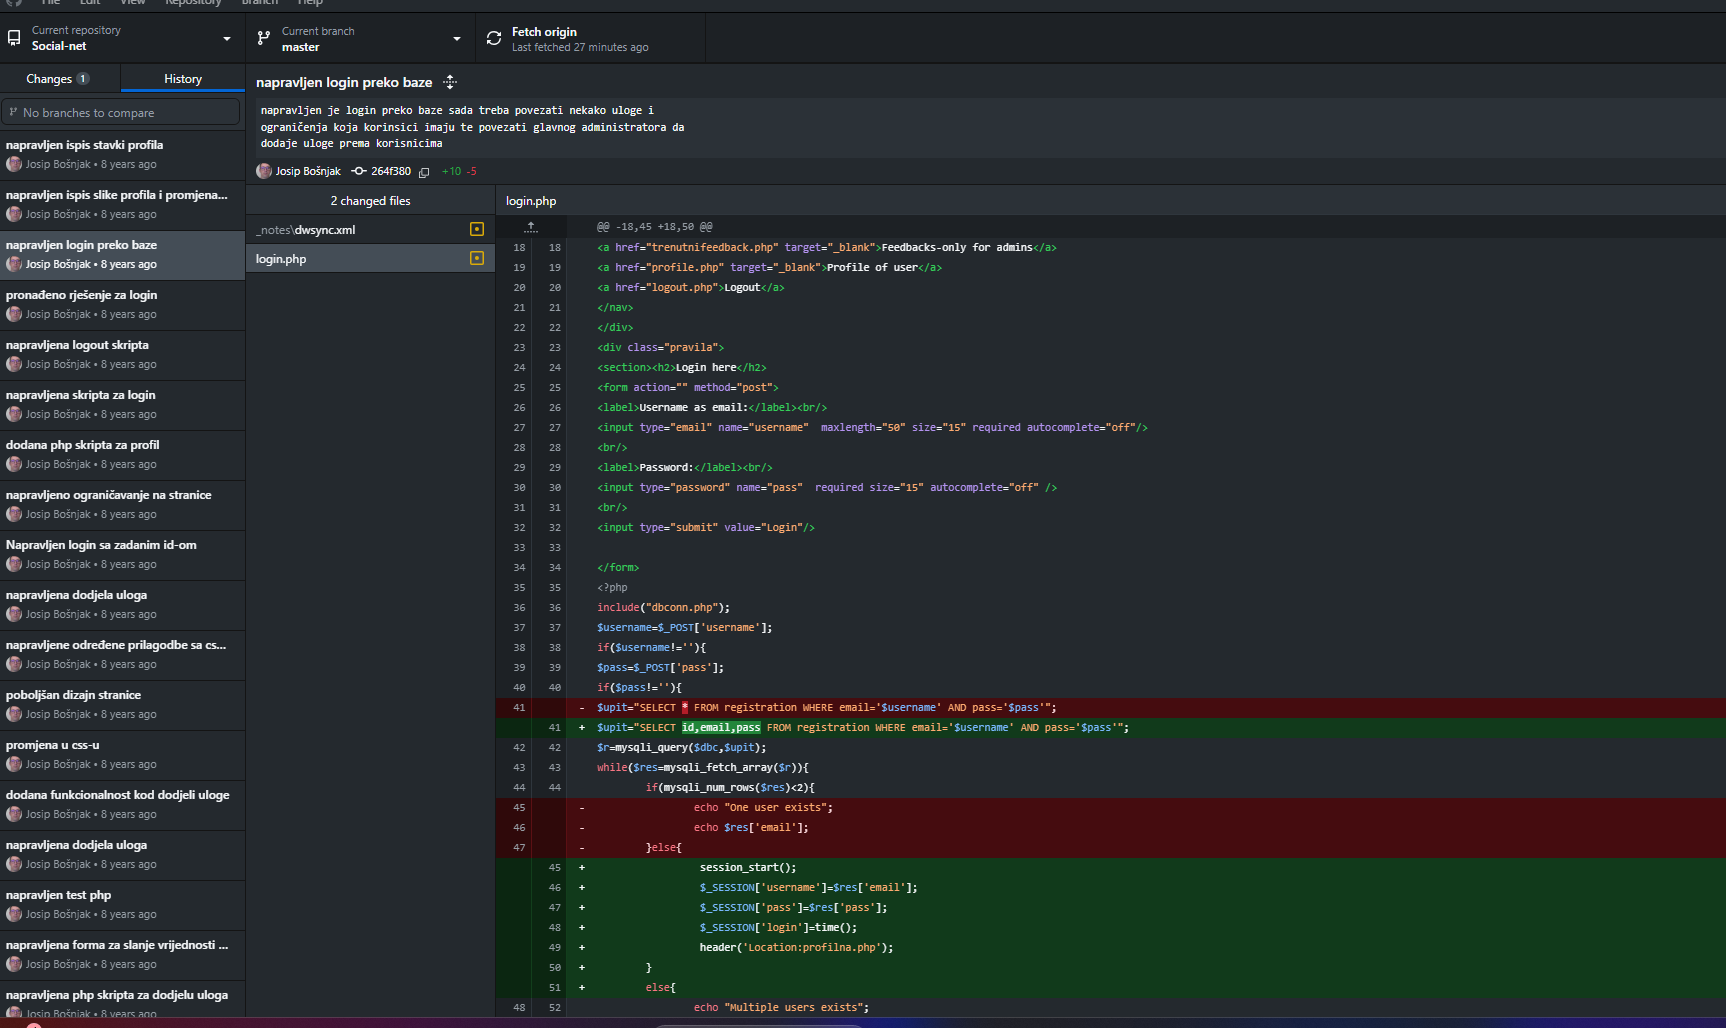 File Edit View Repository Branch Help
Current repository
Social-net
Current branch
master
Fetch origin
Last fetched 27 minutes ago
Changes 1
History
No branches to compare
napravljen ispis stavki profila
Josip Bošnjak • 8 years ago
napravljen ispis slike profila i promjena...
Josip Bošnjak • 8 years ago
napravljen login preko baze
Josip Bošnjak • 8 years ago
pronađeno rješenje za login
Josip Bošnjak • 8 years ago
napravljena logout skripta
Josip Bošnjak • 8 years ago
napravljena skripta za login
Josip Bošnjak • 8 years ago
dodana php skripta za profil
Josip Bošnjak • 8 years ago
napravljeno ograničavanje na stranice
Josip Bošnjak • 8 years ago
Napravljen login sa zadanim id-om
Josip Bošnjak • 8 years ago
napravljena dodjela uloga
Josip Bošnjak • 8 years ago
napravljene određene prilagodbe sa cs...
Josip Bošnjak • 8 years ago
poboljšan dizajn stranice
Josip Bošnjak • 8 years ago
promjena u css-u
Josip Bošnjak • 8 years ago
dodana funkcionalnost kod dodjeli uloge
Josip Bošnjak • 8 years ago
napravljena dodjela uloga
Josip Bošnjak • 8 years ago
napravljen test php
Josip Bošnjak • 8 years ago
napravljena forma za slanje vrijednosti ...
Josip Bošnjak • 8 years ago
napravljena php skripta za dodjelu uloga
Josip Bošnjak • 8 years ago
napravljen login preko baze
napravljen je login preko baze sada treba povezati nekako uloge i
ograničenja koja korinsici imaju te povezati glavnog administratora da
dodaje uloge prema korisnicima
Josip Bošnjak 264f380 +10 -5
2 changed files
_notes\dwsync.xml
login.php
login.php
@@ -18,45 +18,50 @@
18 18 <a href="trenutnifeedback.php" target="_blank">Feedbacks-only for admins</a>
19 19 <a href="profile.php" target="_blank">Profile of user</a>
20 20 <a href="logout.php">Logout</a>
21 21 </nav>
22 22 </div>
23 23 <div class="pravila">
24 24 <section><h2>Login here</h2>
25 25 <form action="" method="post">
26 26 <label>Username as email:</label><br/>
27 27 <input type="email" name="username"  maxlength="50" size="15" required autocomplete="off"/>
28 28 <br/>
29 29 <label>Password:</label><br/>
30 30 <input type="password" name="pass"  required size="15" autocomplete="off" />
31 31 <br/>
32 32 <input type="submit" value="Login"/>
33 33
34 34 </form>
35 35 <?php
36 36 include("dbconn.php");
37 37 $username=$_POST['username'];
38 38 if($username!=''){
39 39 $pass=$_POST['pass'];
40 40 if($pass!=''){
41 - $upit="SELECT * FROM registration WHERE email='$username' AND pass='$pass'";
41 + $upit="SELECT id,email,pass FROM registration WHERE email='$username' AND pass='$pass'";
42 42 $r=mysqli_query($dbc,$upit);
43 43 while($res=mysqli_fetch_array($r)){
44 44 if(mysqli_num_rows($res)<2){
45 - echo "One user exists";
46 - echo $res['email'];
47 - }else{
45 + session_start();
46 + $_SESSION['username']=$res['email'];
47 + $_SESSION['pass']=$res['pass'];
48 + $_SESSION['login']=time();
49 + header('Location:profilna.php');
50 + }
51 + else{
48 52 echo "Multiple users exists";